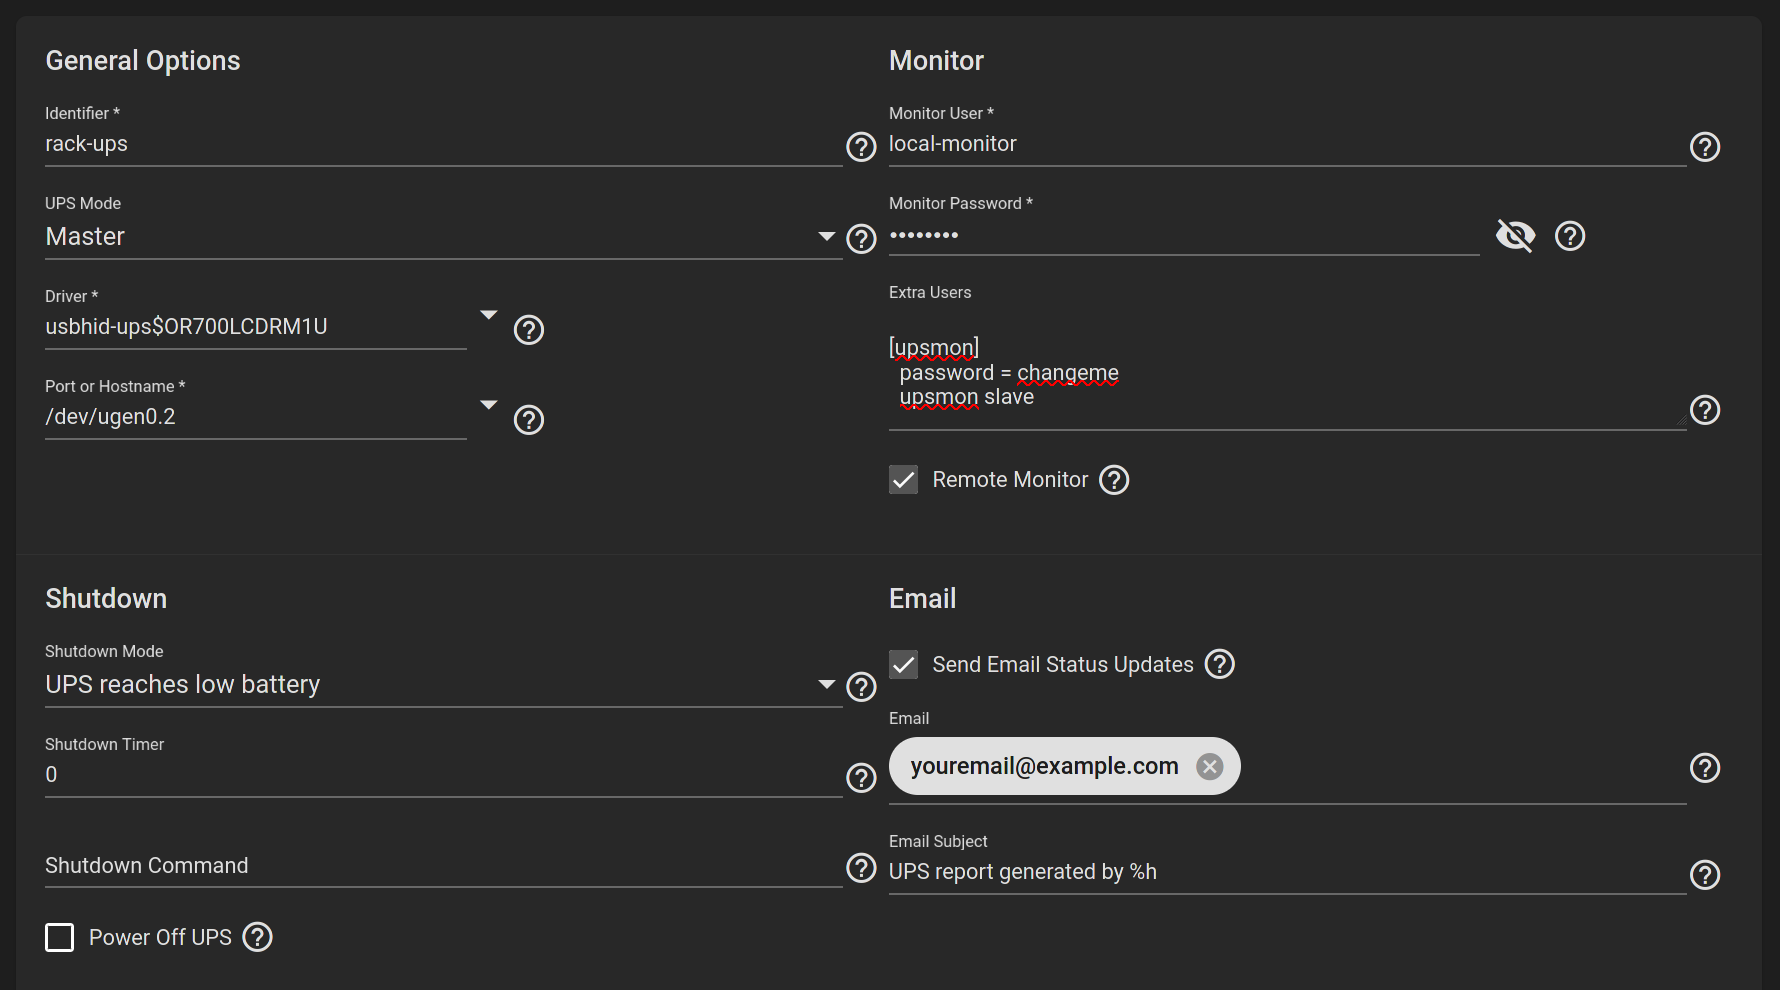 General Options
Identifier *
rack-ups
UPS Mode
Master
Driver *
usbhid-ups$OR700LCDRM1U
Port or Hostname *
/dev/ugen0.2
Monitor
Monitor User *
local-monitor
Monitor Password *
••••••••
Extra Users
[upsmon]
password = changeme
upsmon slave
Remote Monitor
Shutdown
Shutdown Mode
UPS reaches low battery
Shutdown Timer
0
Shutdown Command
Power Off UPS
Email
Send Email Status Updates
Email
youremail@example.com
Email Subject
UPS report generated by %h